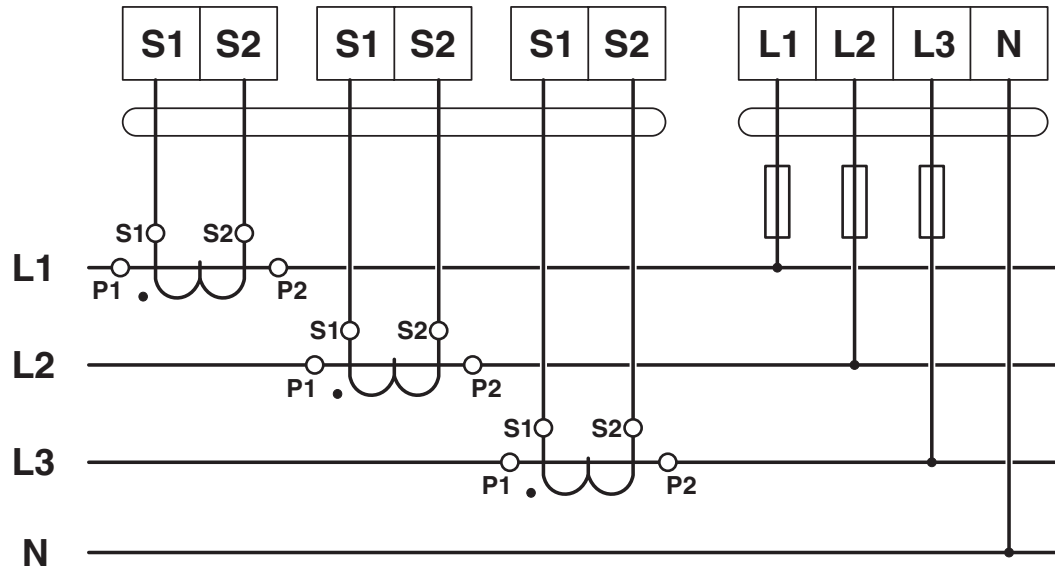 S1 S2 S1 S2 S1 S2 L1 L2 L3 N
S1 S2
L1
P1 P2
S1 S2
L2
P1 P2
S1 S2
L3
P1 P2
N